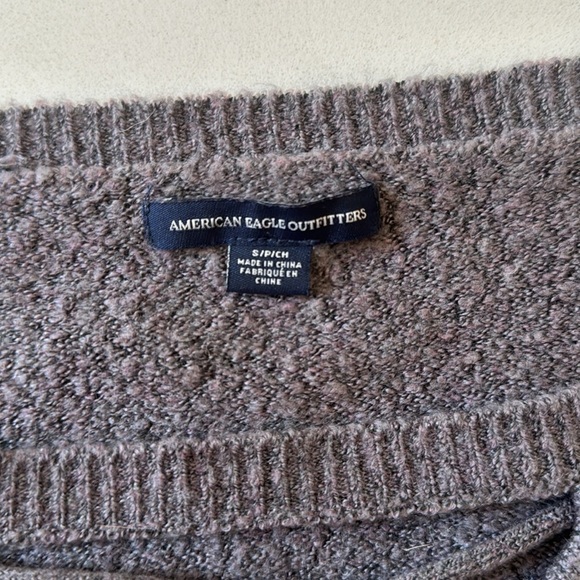 AMERICAN EAGLE OUTFITTERS
S/P/CH
MADE IN CHINA
FABRIQUÉ EN
CHINE